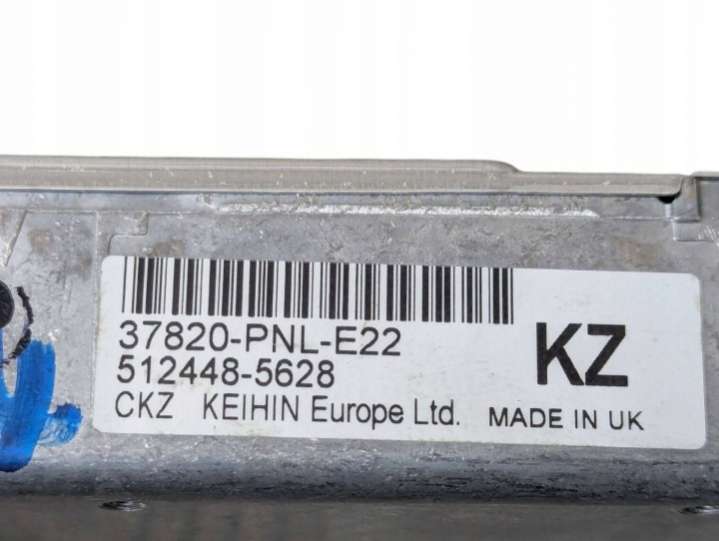 37820-PNL-E22
512448-5628
CKZ KEIHIN Europe Ltd. MADE IN UK
KZ